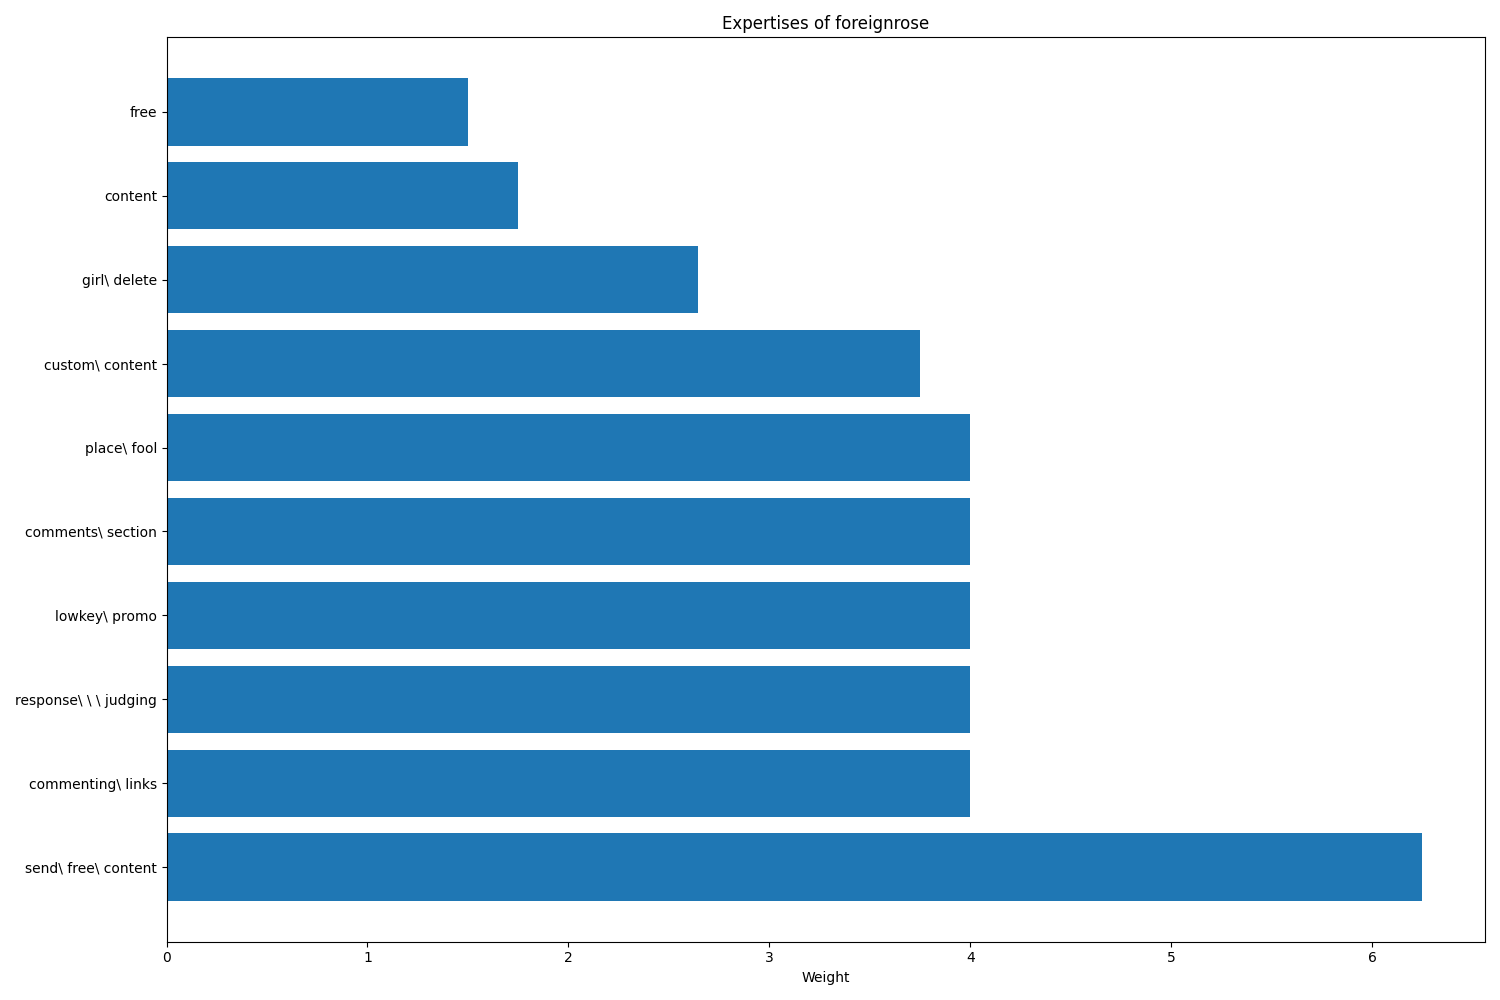 Expertises of foreignrose
free
content
girl\ delete
custom\ content
place\ fool
comments\ section
lowkey\ promo
response\ \ \ judging
commenting\ links
send\ free\ content
0 1 2 3 4 5 6
Weight